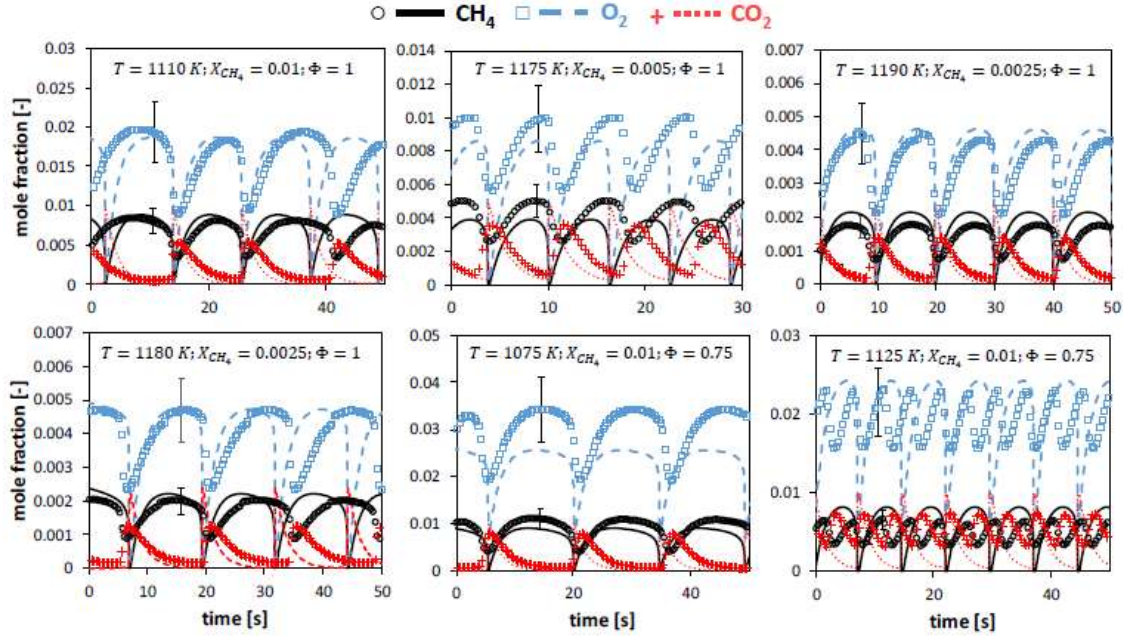 CH₄ O₂ CO₂
mole fraction [-]
T = 1110 K; X_CH₄ = 0.01; Φ = 1
0.03
0.025
0.02
0.015
0.01
0.005
0
0 20 40
T = 1175 K; X_CH₄ = 0.005; Φ = 1
0.014
0.012
0.01
0.008
0.006
0.004
0.002
0
0 10 20 30
T = 1190 K; X_CH₄ = 0.0025; Φ = 1
0.007
0.006
0.005
0.004
0.003
0.002
0.001
0
0 10 20 30 40 50
mole fraction [-]
T = 1180 K; X_CH₄ = 0.0025; Φ = 1
0.007
0.006
0.005
0.004
0.003
0.002
0.001
0
0 10 20 30 40 50
time [s]
T = 1075 K; X_CH₄ = 0.01; Φ = 0.75
0.05
0.04
0.03
0.02
0.01
0
0 20 40
time [s]
T = 1125 K; X_CH₄ = 0.01; Φ = 0.75
0.03
0.02
0.01
0
0 20 40
time [s]